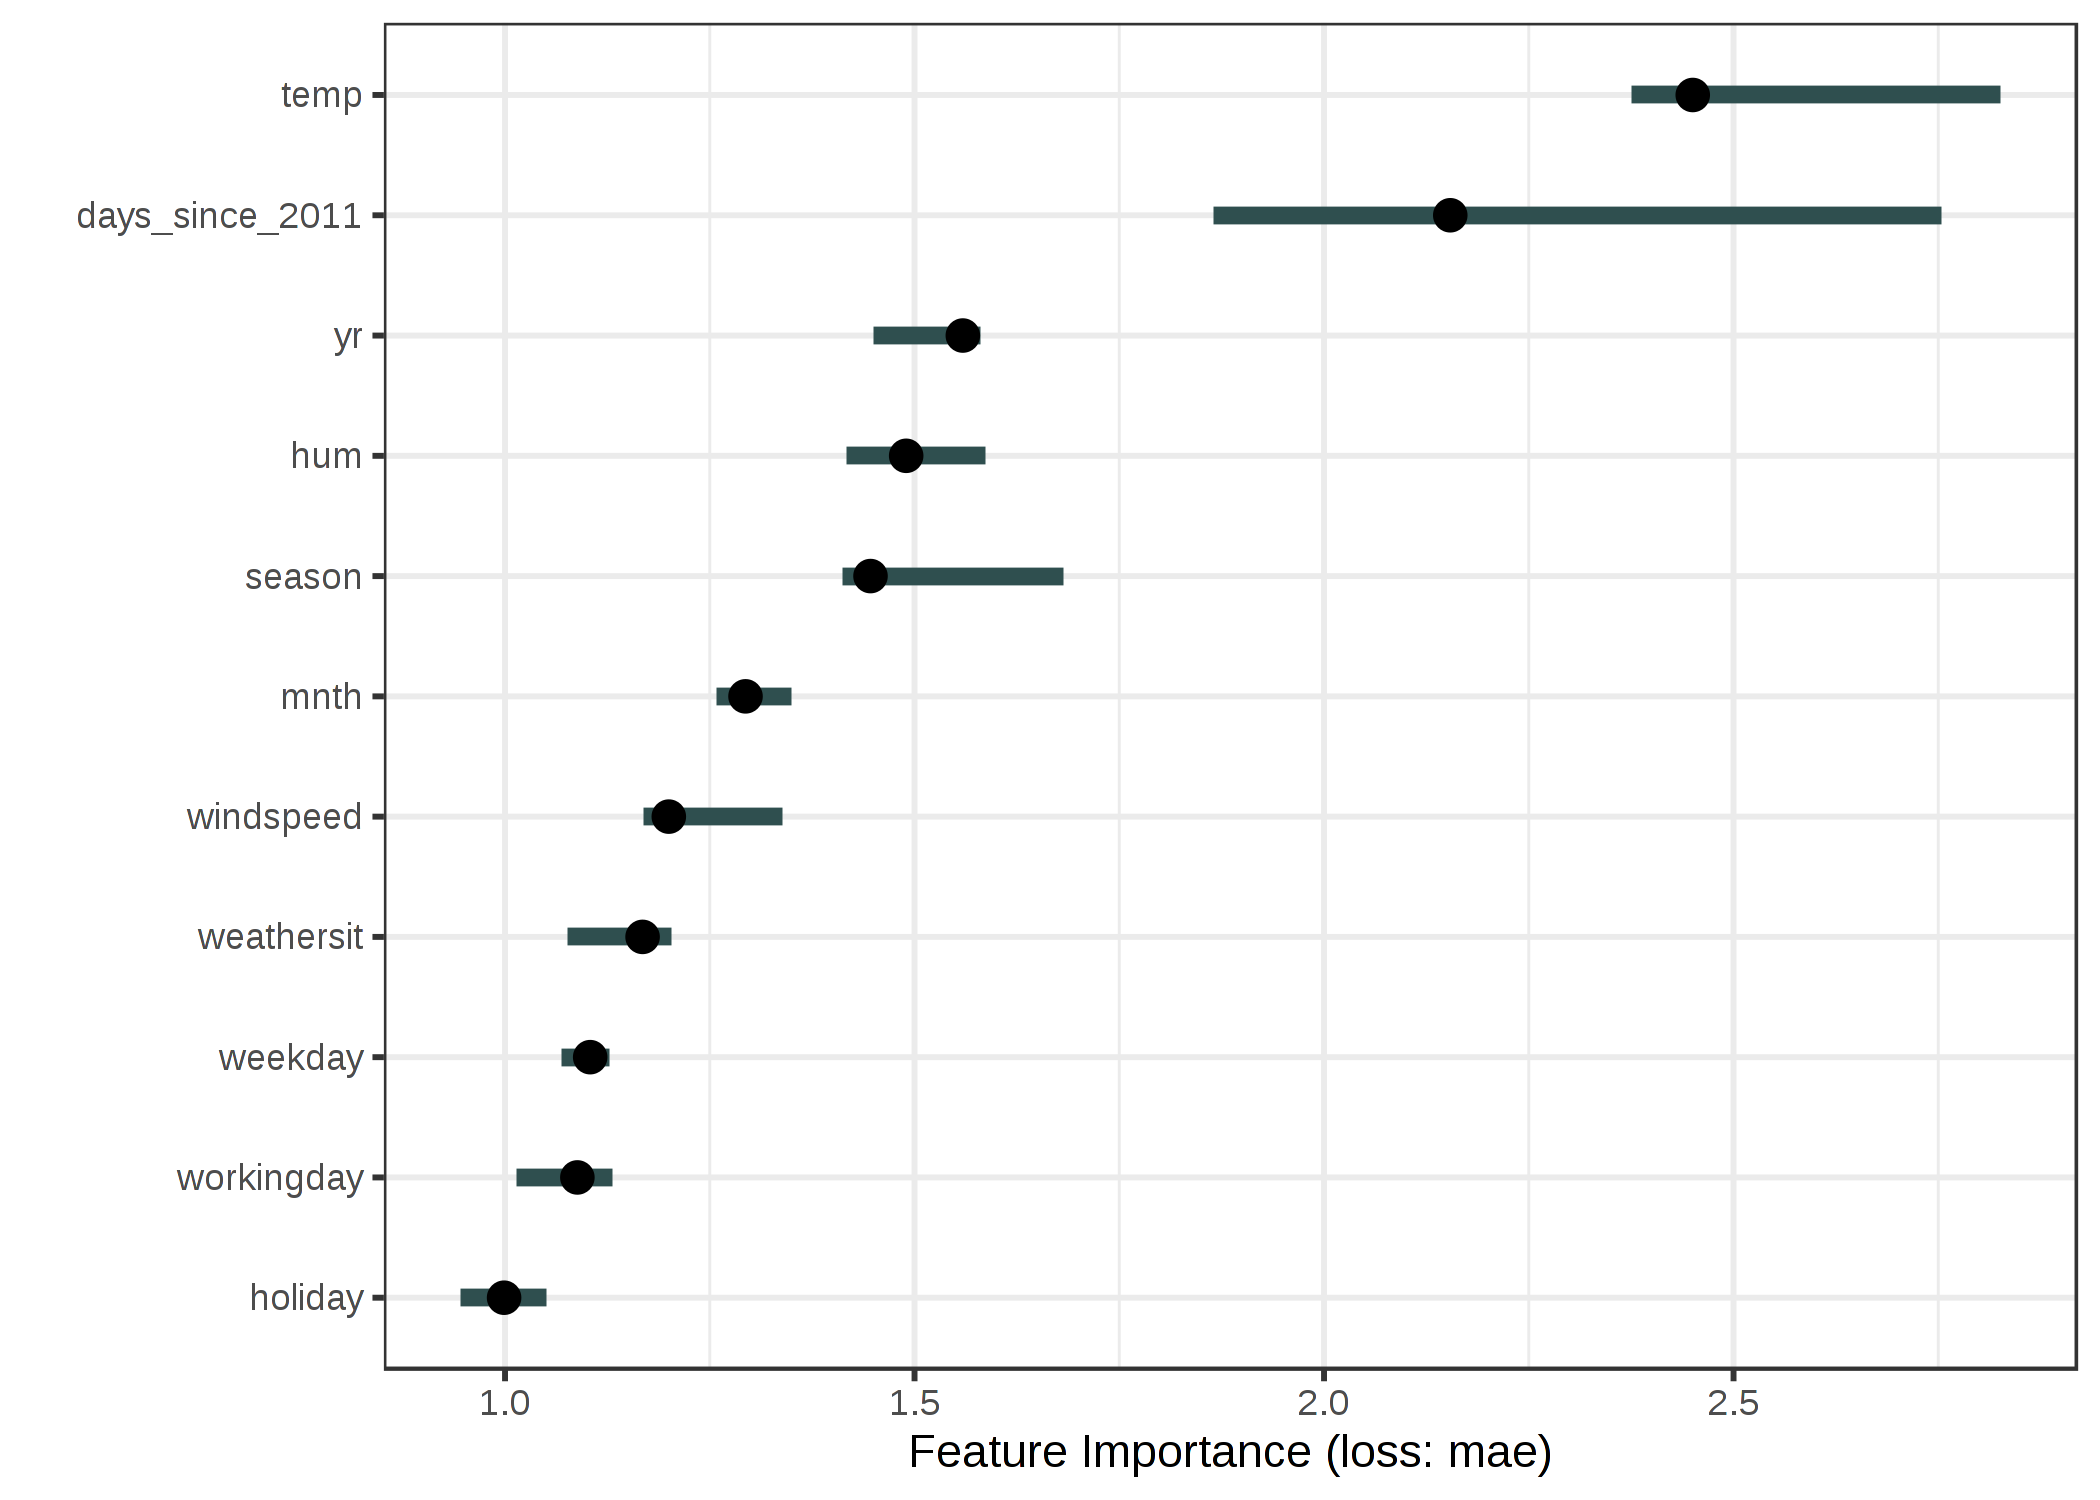 temp
days_since_2011
yr
hum
season
mnth
windspeed
weathersit
weekday
workingday
holiday
1.0 1.5 2.0 2.5
Feature Importance (loss: mae)